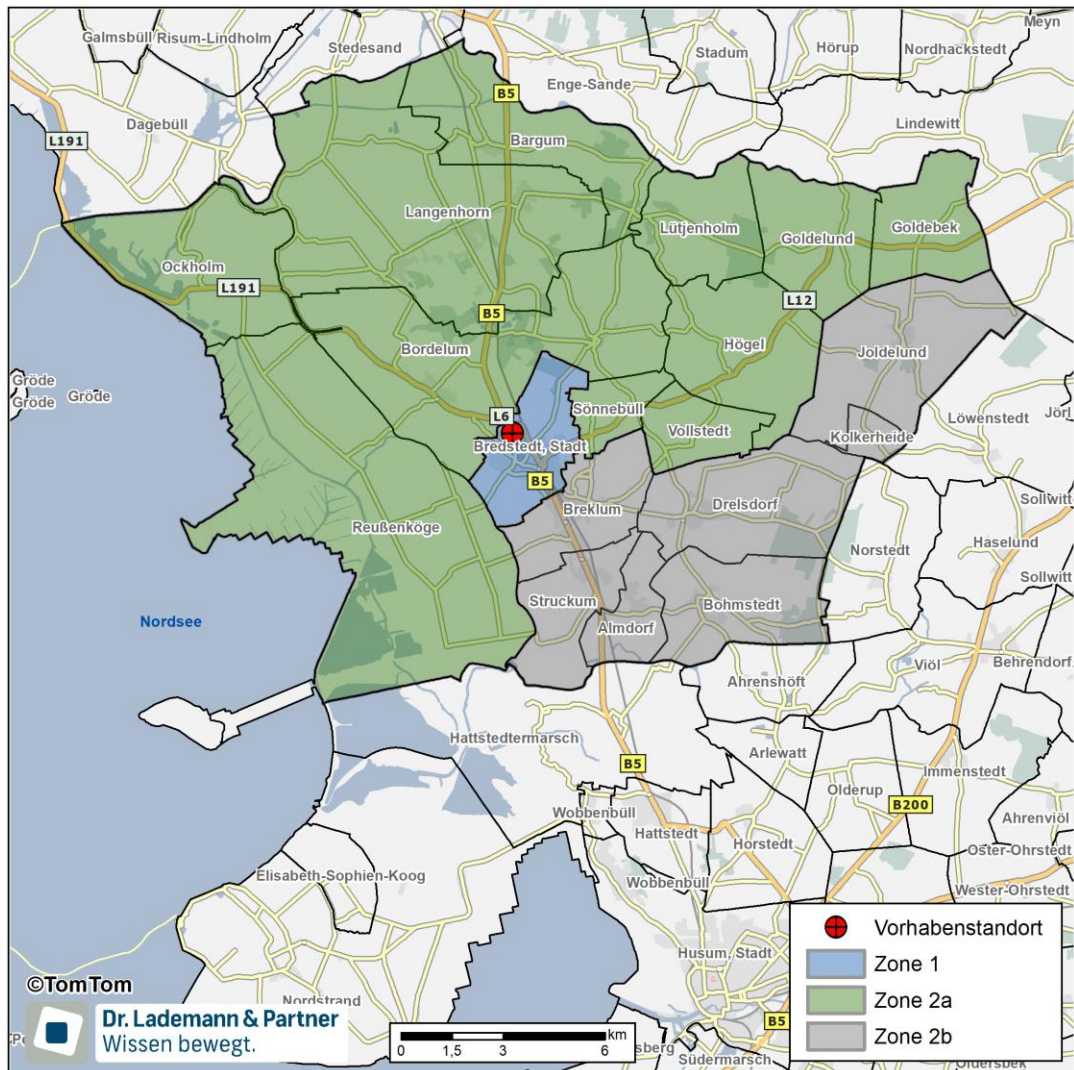 Galmsbüll
Risum-Lindholm
Stedesand
Meyn
Stadum
Hörup
Nordhackstedt
Enge-Sande
B5
Dagebüll
L191
Bargum
Lindewitt
Langenhorn
Lütjenholm
Goldelund
Goldebek
Ockholm
L191
B5
L12
Bordelum
Högel
Joldelund
Gröde
Gröde
Gröde
L6
Sönnebüll
Vollstedt
Kolkerheide
Löwenstedt
Jörl
Bredstedt, Stadt
B5
Breklum
Drelsdorf
Sollwitt
Reußenköge
Norstedt
Haselund
Sollwitt
Nordsee
Struckum
Almdorf
Bohmstedt
Ahrenshöft
Viöl
Behrendorf
Hattstedtermarsch
Arlewatt
B5
Immenstedt
Olderup
B200
Wobbenbüll
Hattstedt
Horstedt
Ahrenviöl
Oster-Ohrstedt
Elisabeth-Sophien-Koog
Wobbenbüll
Wester-Ohrstedt
Husum, Stadt
Nordstrand
B5
Südermarsch
Oldersbek
Vorhabenstandort
Zone 1
Zone 2a
Zone 2b
©TomTom
Dr. Lademann & Partner
Wissen bewegt.
km
0 1,5 3 6